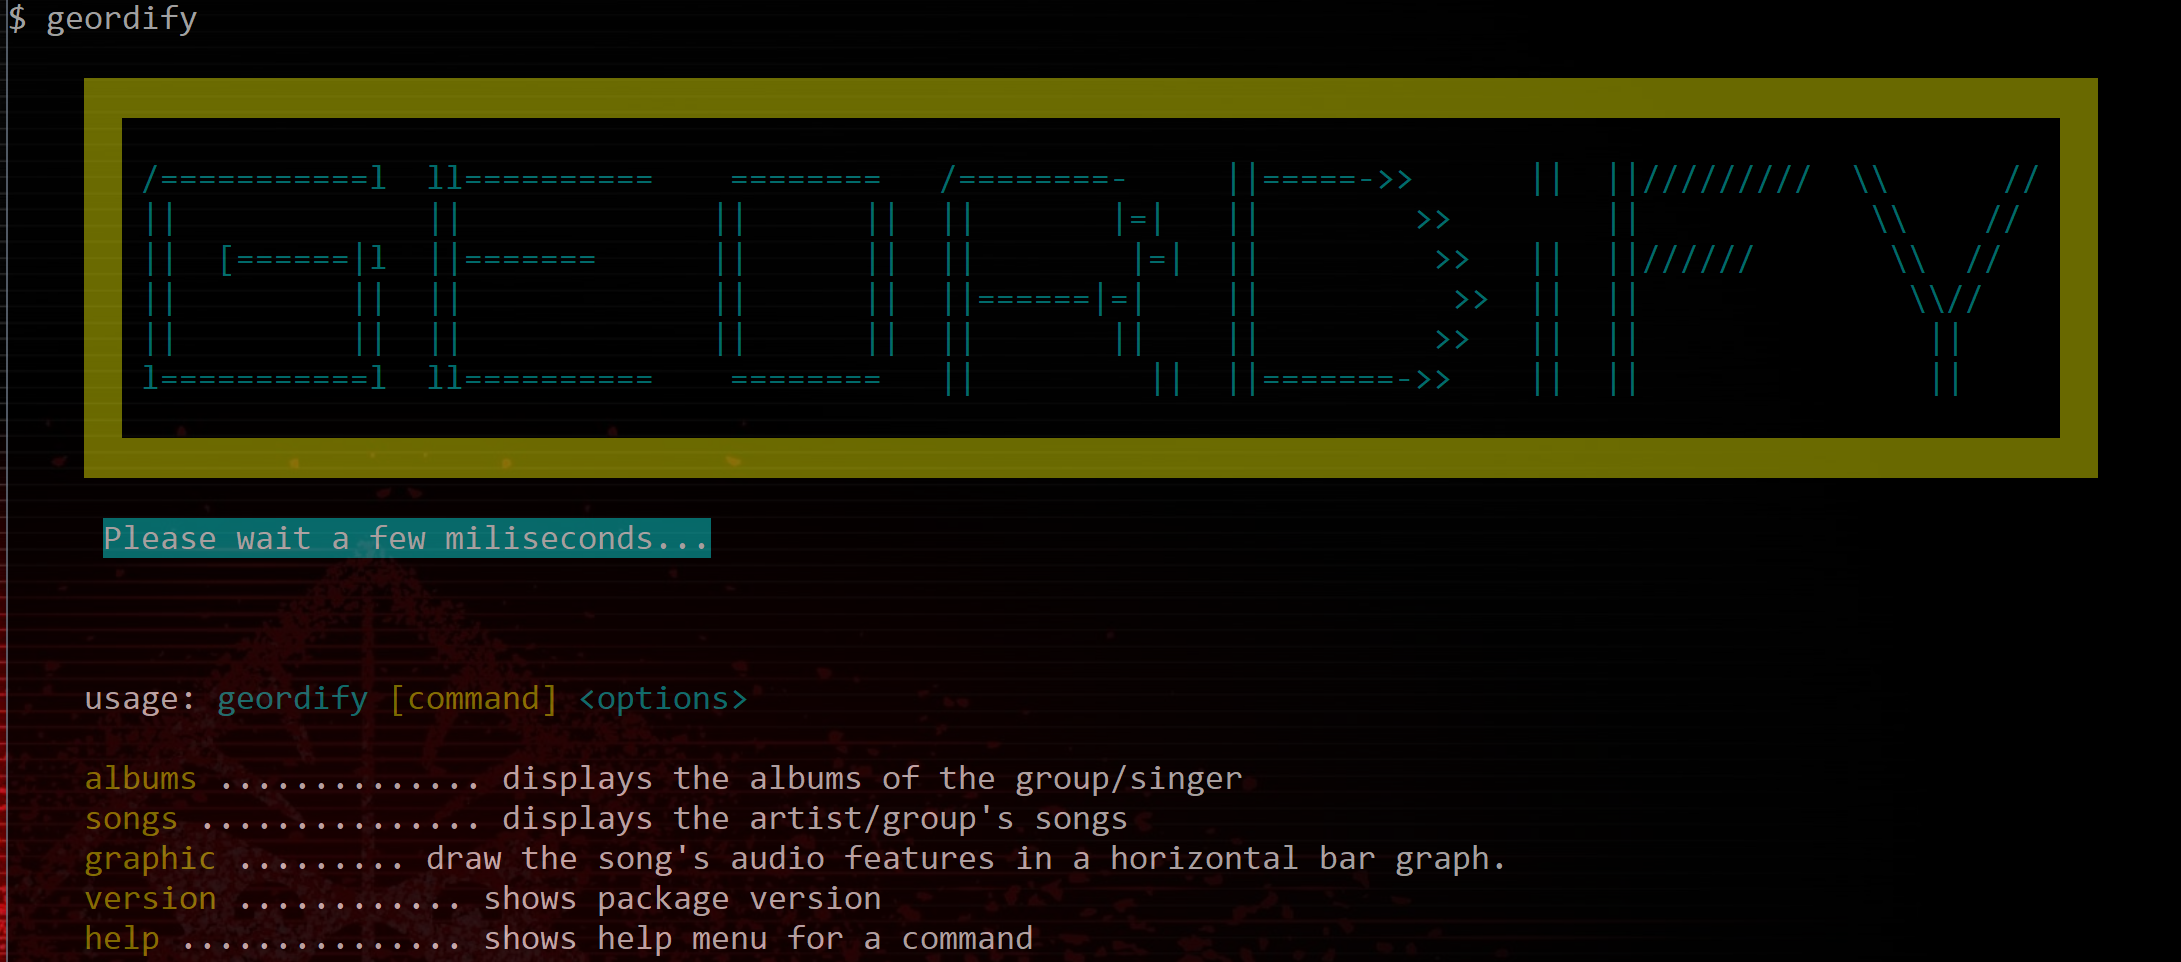 $ geordify
GEORDIFY
Please wait a few miliseconds...
usage: geordify [command] <options>
albums .............. displays the albums of the group/singer
songs ............... displays the artist/group's songs
graphic ......... draw the song's audio features in a horizontal bar graph.
version ............ shows package version
help ............... shows help menu for a command